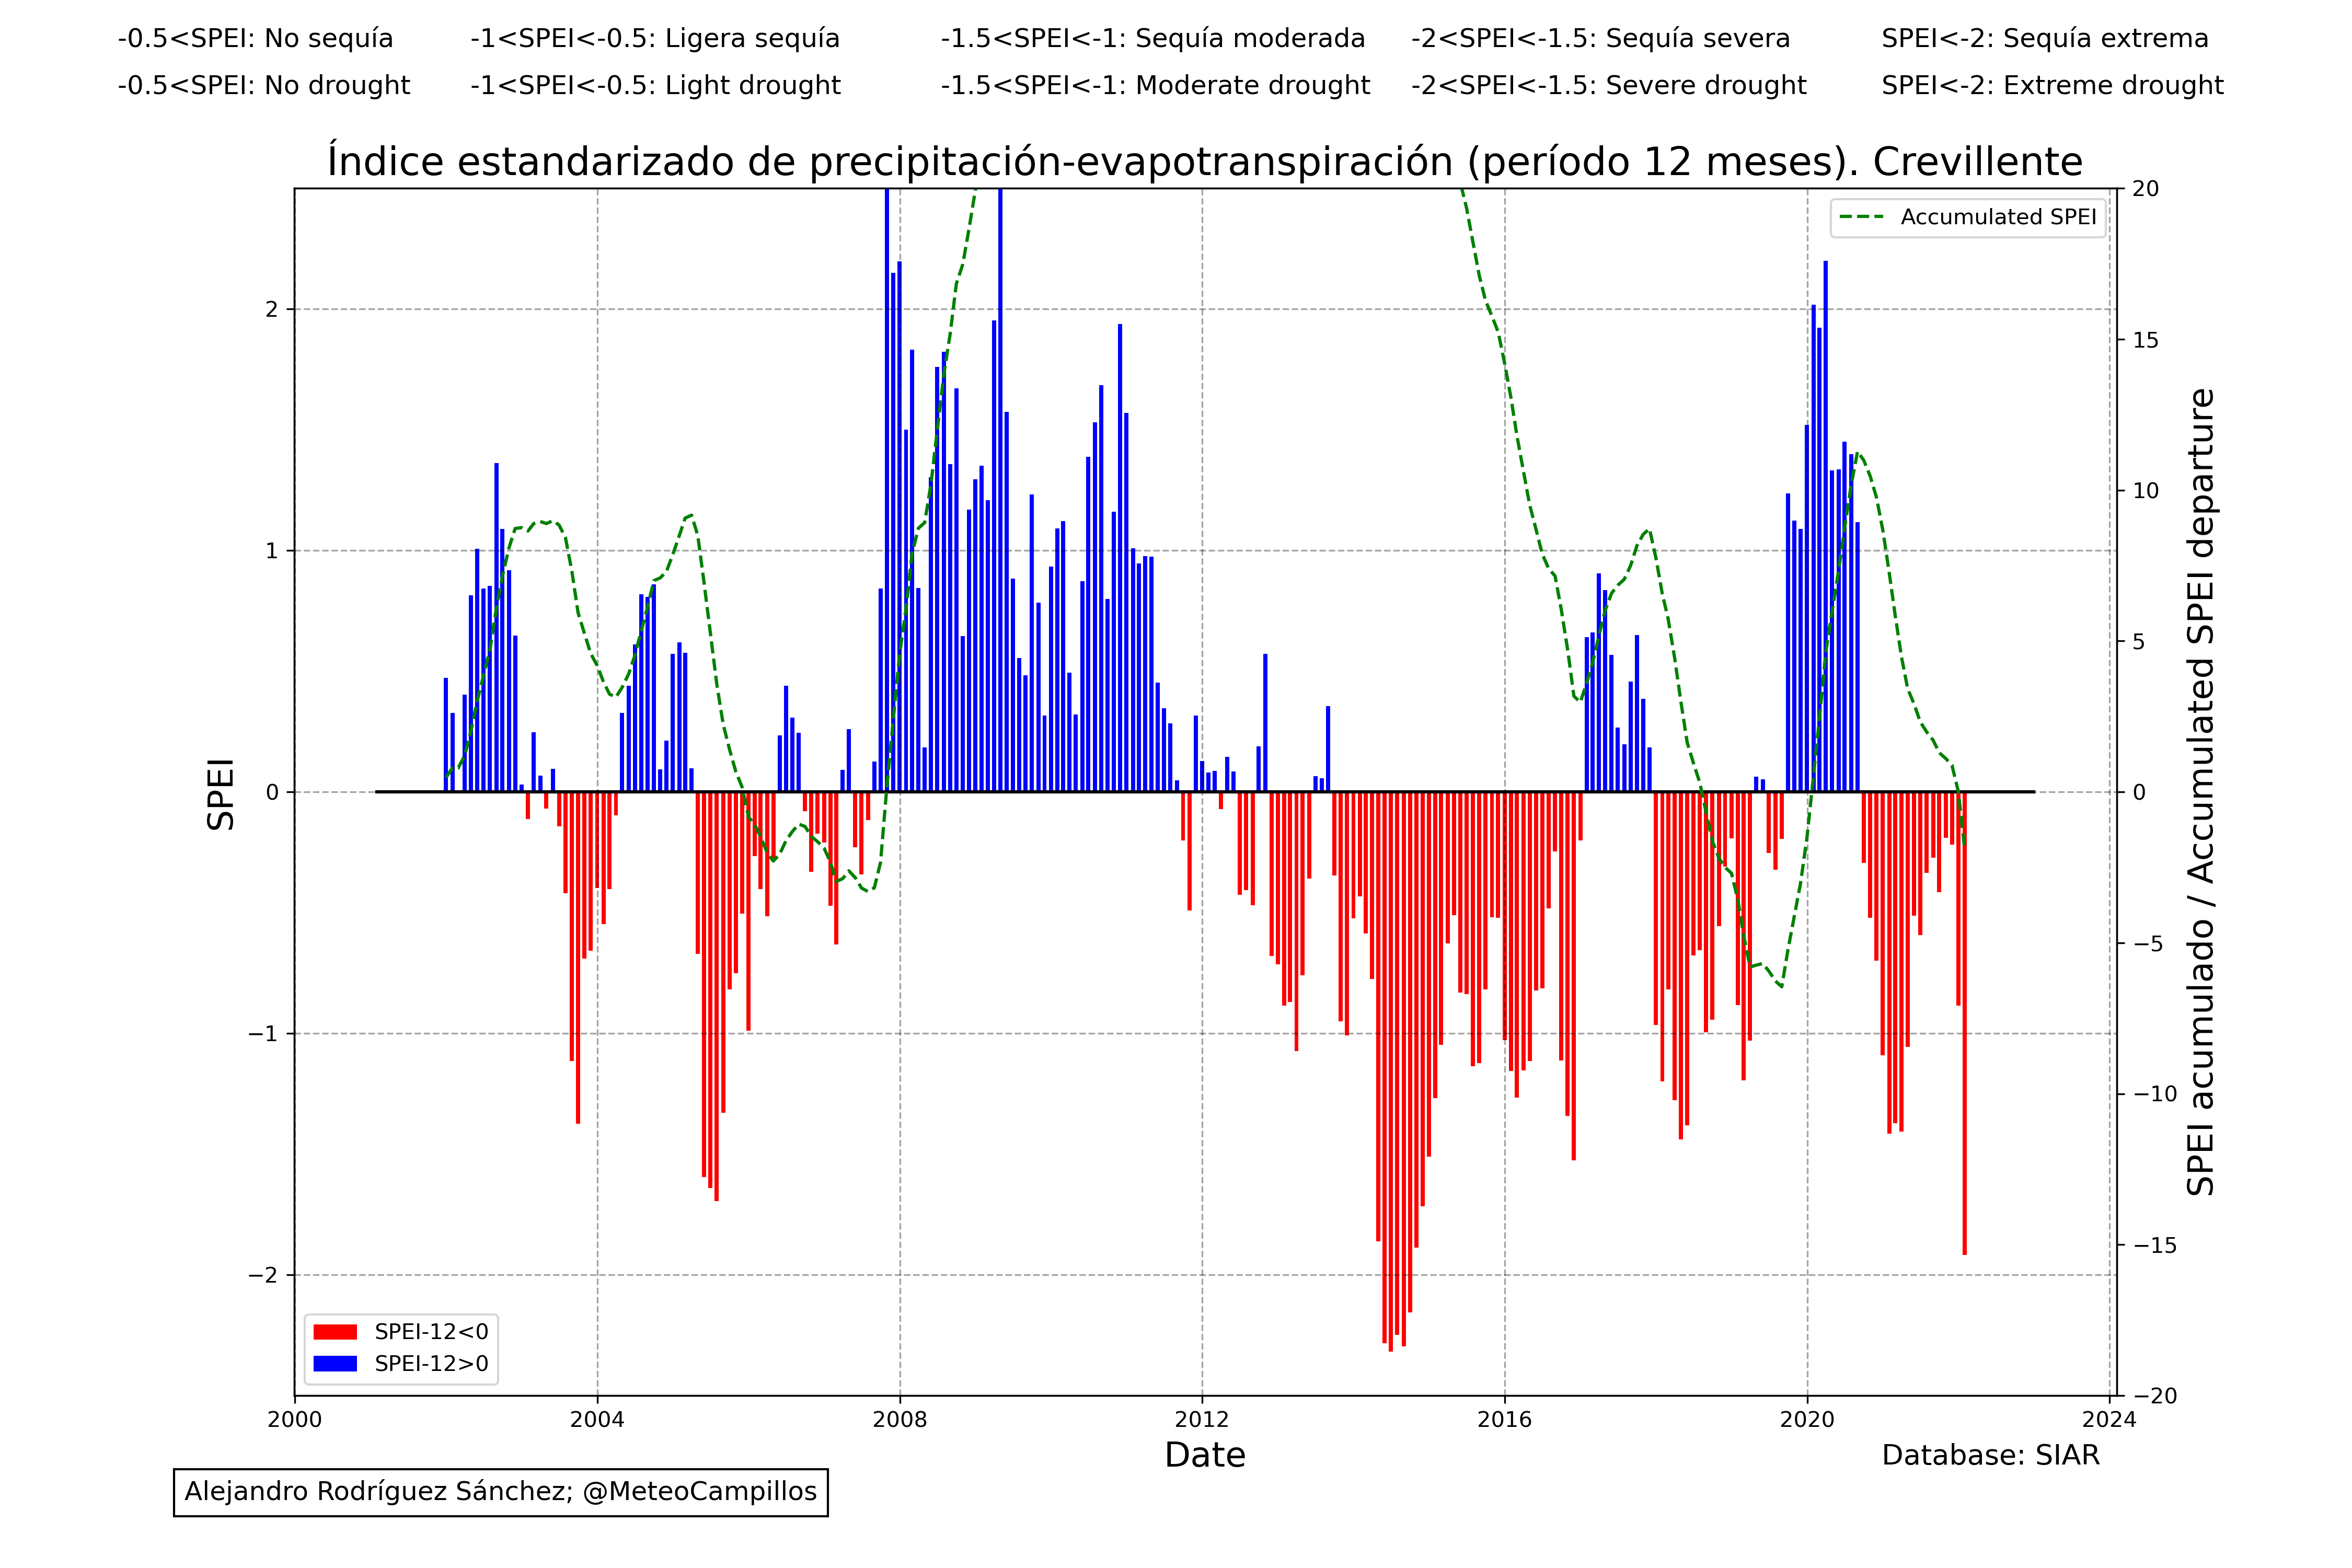 -0.5<SPEI: No sequía -1<SPEI<-0.5: Ligera sequía -1.5<SPEI<-1: Sequía moderada -2<SPEI<-1.5: Sequía severa SPEI<-2: Sequía extrema
-0.5<SPEI: No drought -1<SPEI<-0.5: Light drought -1.5<SPEI<-1: Moderate drought -2<SPEI<-1.5: Severe drought SPEI<-2: Extreme drought
Índice estandarizado de precipitación-evapotranspiración (período 12 meses). Crevillente
Accumulated SPEI
SPEI
2
1
0
−1
−2
20
15
10
5
0
−5
−10
−15
−20
SPEI acumulado / Accumulated SPEI departure
SPEI-12<0
SPEI-12>0
2000 2004 2008 2012 2016 2020 2024
Date
Database: SIAR
Alejandro Rodríguez Sánchez; @MeteoCampillos